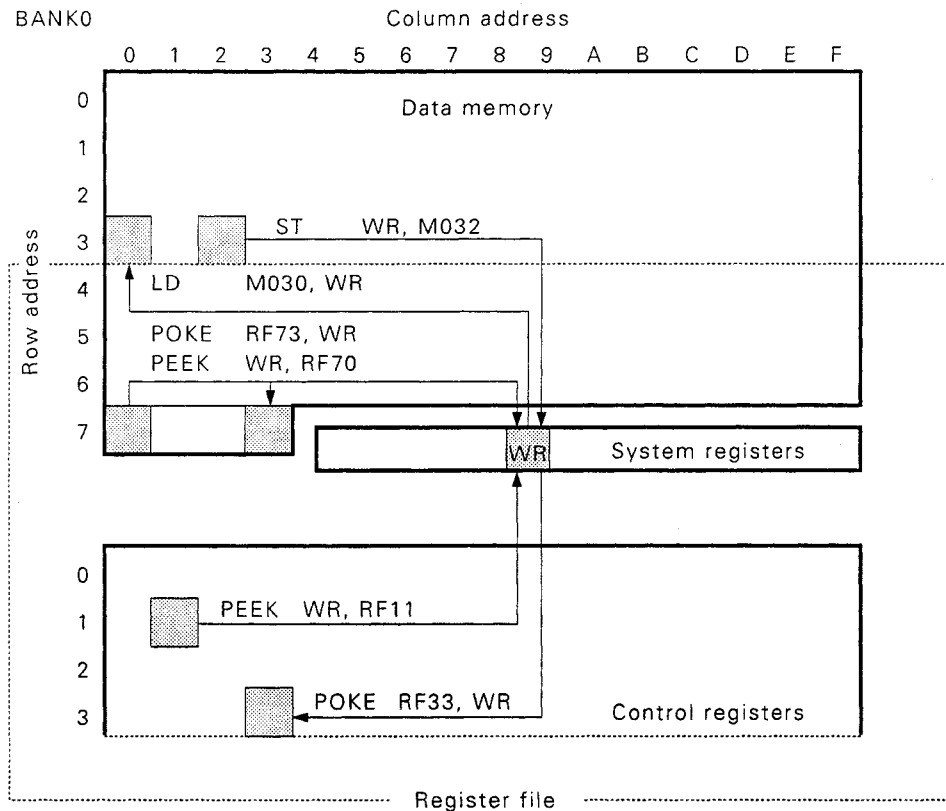 BANK0 Column address
0 1 2 3 4 5 6 7 8 9 A B C D E F
0 Data memory
1
2
3 ST WR, M032
Row address
4 LD M030, WR
5 POKE RF73, WR
PEEK WR, RF70
6
7 WR System registers
0
1 PEEK WR, RF11
2
3 POKE RF33, WR Control registers
Register file